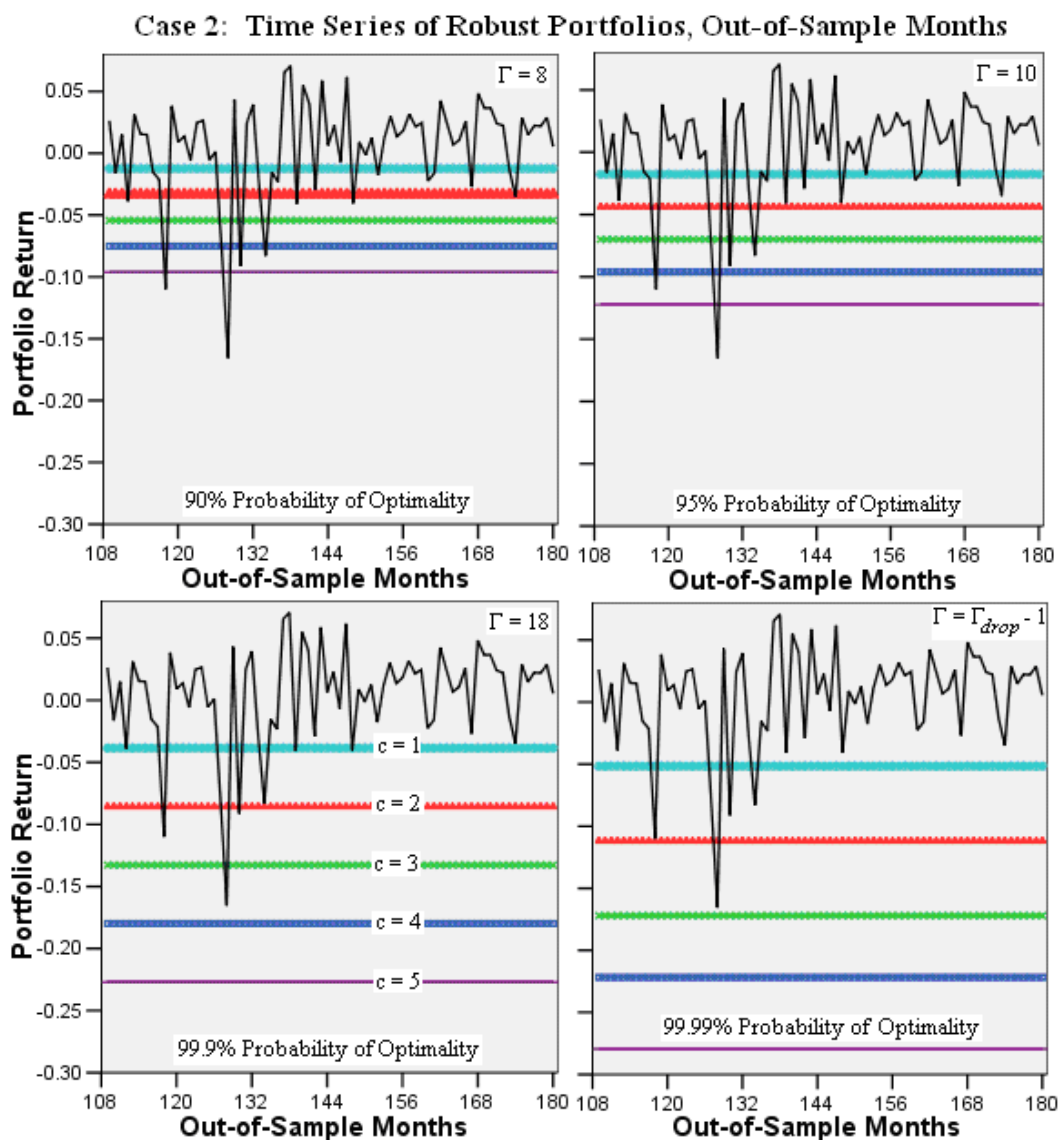 Case 2: Time Series of Robust Portfolios, Out-of-Sample Months
Portfolio Return
0.05
0.00
-0.05
-0.10
-0.15
-0.20
-0.25
-0.30
Γ = 8
90% Probability of Optimality
108 120 132 144 156 168 180
Out-of-Sample Months
Γ = 10
95% Probability of Optimality
108 120 132 144 156 168 180
Out-of-Sample Months
Portfolio Return
0.05
0.00
-0.05
-0.10
-0.15
-0.20
-0.25
-0.30
Γ = 18
c = 1
c = 2
c = 3
c = 4
c = 5
99.9% Probability of Optimality
108 120 132 144 156 168 180
Out-of-Sample Months
Γ = Γdrop - 1
99.99% Probability of Optimality
108 120 132 144 156 168 180
Out-of-Sample Months